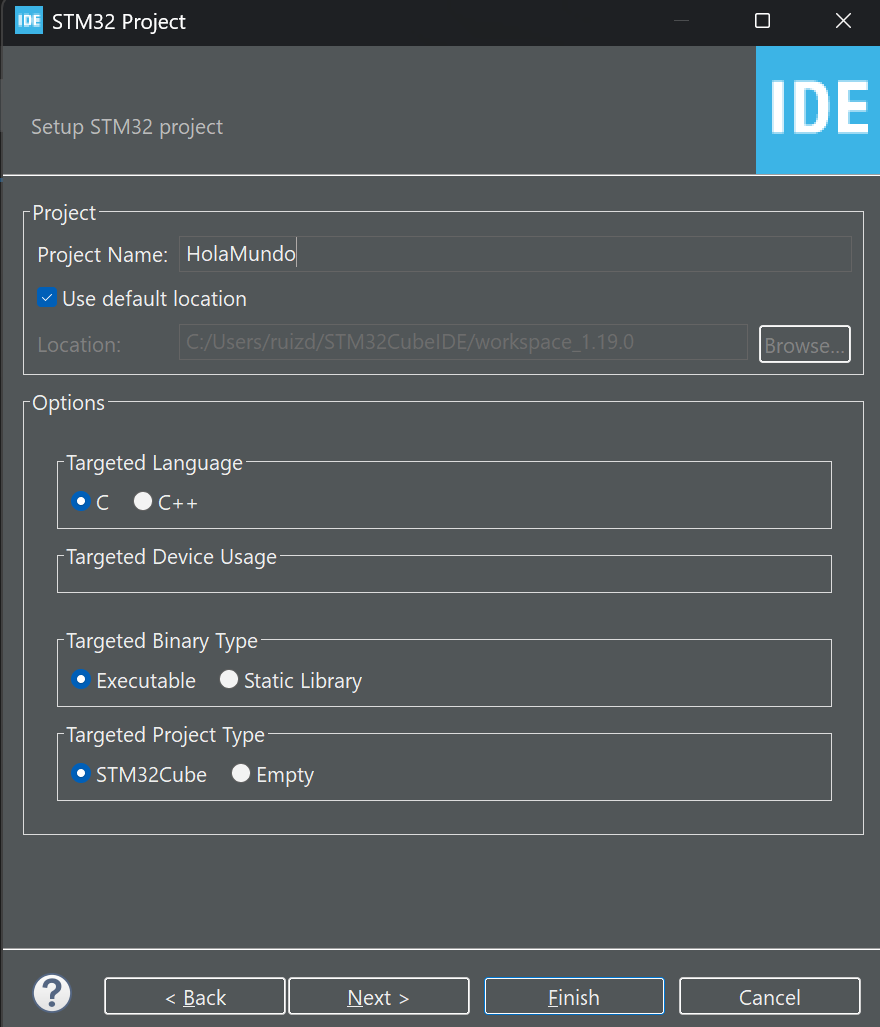 IDE STM32 Project
Setup STM32 project
IDE
Project
Project Name: HolaMundo
Use default location
Location: C:/Users/ruizd/STM32CubeIDE/workspace_1.19.0 Browse...
Options
Targeted Language
C C++
Targeted Device Usage
Targeted Binary Type
Executable Static Library
Targeted Project Type
STM32Cube Empty
? < Back Next > Finish Cancel